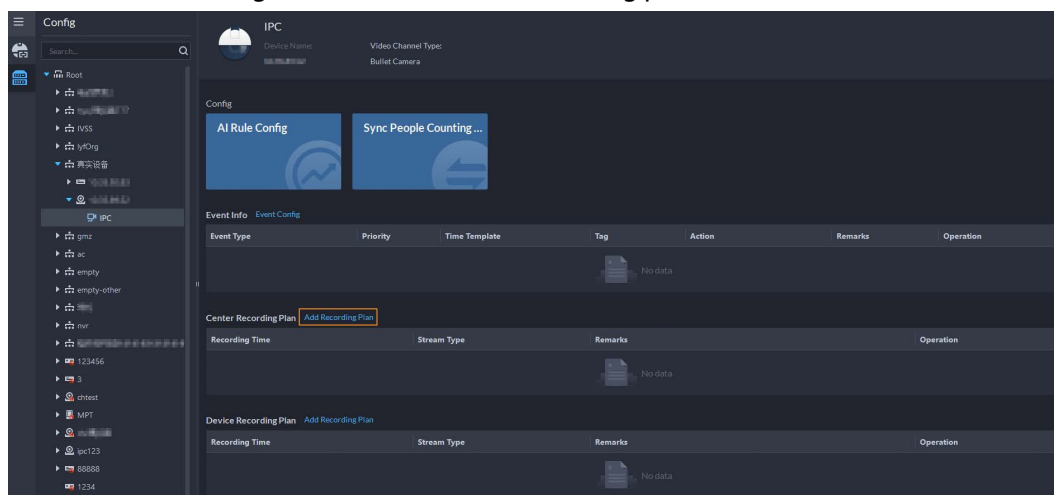 Config
Search...
Root
IVSS
lyfOrg
真实设备
IPC
gmz
ac
empty
empty-other
nvr
123456
3
chtest
MPT
ipc123
88888
1234
IPC
Device Name:
Video Channel Type:
Bullet Camera
Config
AI Rule Config
Sync People Counting ...
Event Info Event Config
Event Type Priority Time Template Tag Action Remarks Operation
No data
Center Recording Plan Add Recording Plan
Recording Time Stream Type Remarks Operation
No data
Device Recording Plan Add Recording Plan
Recording Time Stream Type Remarks Operation
No data